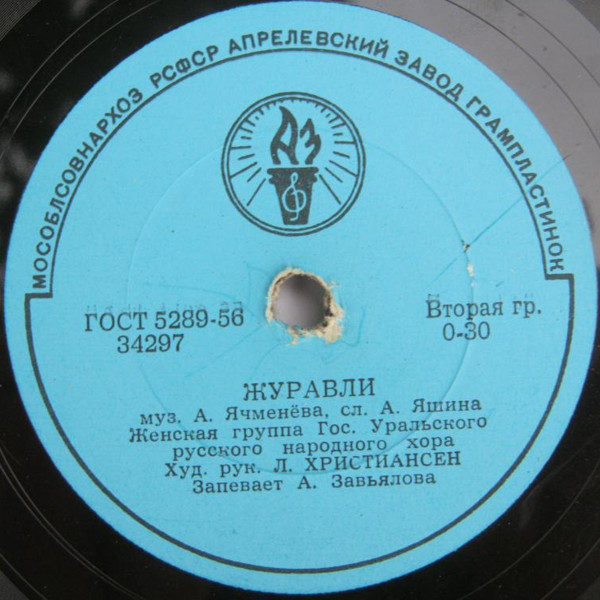 МОСОБЛСОВНАРХОЗ РСФСР АПРЕЛЕВСКИЙ ЗАВОД ГРАМПЛАСТИНОК
АЗ
ГОСТ 5289-56
34297
Вторая гр.
0-30
ЖУРАВЛИ
муз. А. Ячменёва, сл. А. Яшина
Женская группа Гос. Уральского
русского народного хора
Худ. рук. Л. ХРИСТИАНСЕН
Запевает А. Завьялова